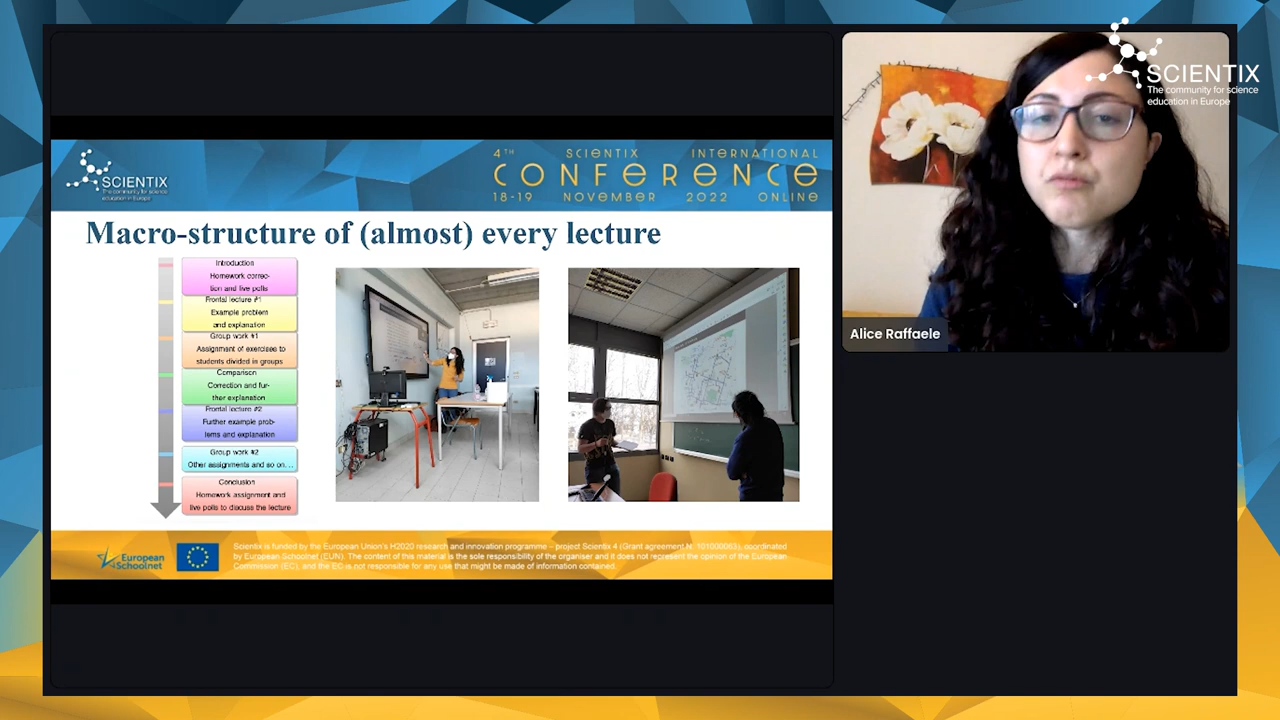 SCIENTIX
The community for science
education in Europe
4TH SCIENTIX INTERNATIONAL
CONFERENCE
18-19 NOVEMBER 2022 ONLINE
SCIENTIX
The community for science
education in Europe
Macro-structure of (almost) every lecture
Introduction
Homework correc-
tion and live polls
Frontal lecture #1
Example problem
and explanation
Group work #1
Assignment of exercises to
students divided in groups
Comparison
Correction and fur-
ther explanation
Frontal lecture #2
Further example prob-
lems and explanation
Group work #2
Other assignments and so on...
Conclusion
Homework assignment and
live polls to discuss the lecture
Alice Raffaele
European
Schoolnet
Scientix is funded by the European Union's H2020 research and innovation programme – project Scientix 4 (Grant agreement N. 101000063), coordinated
by European Schoolnet (EUN). The content of this material is the sole responsibility of the organiser and it does not represent the opinion of the European
Commission (EC), and the EC is not responsible for any use that might be made of information contained.